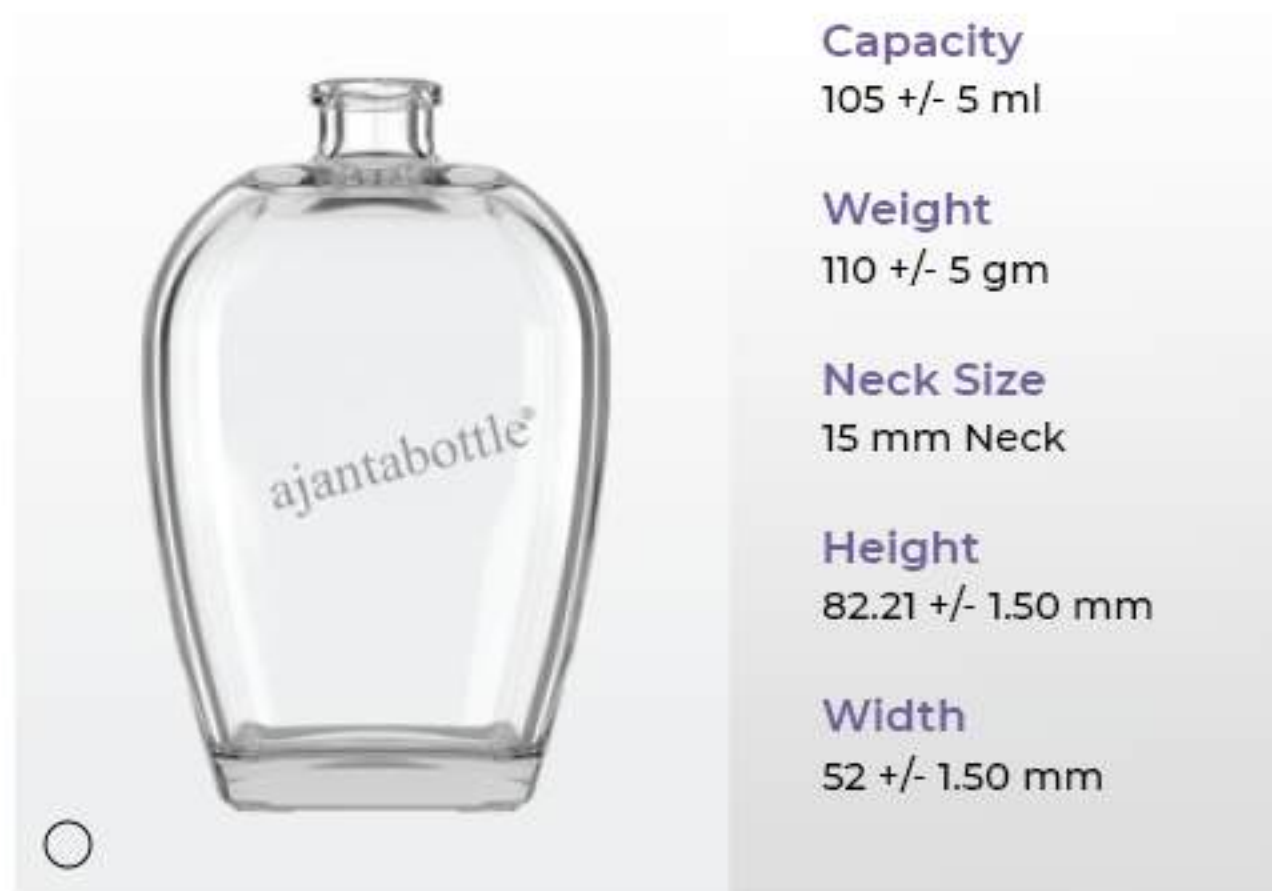 Capacity
105 +/- 5 ml
Weight
110 +/- 5 gm
Neck Size
15 mm Neck
Height
82.21 +/- 1.50 mm
Width
52 +/- 1.50 mm
ajantabottle®